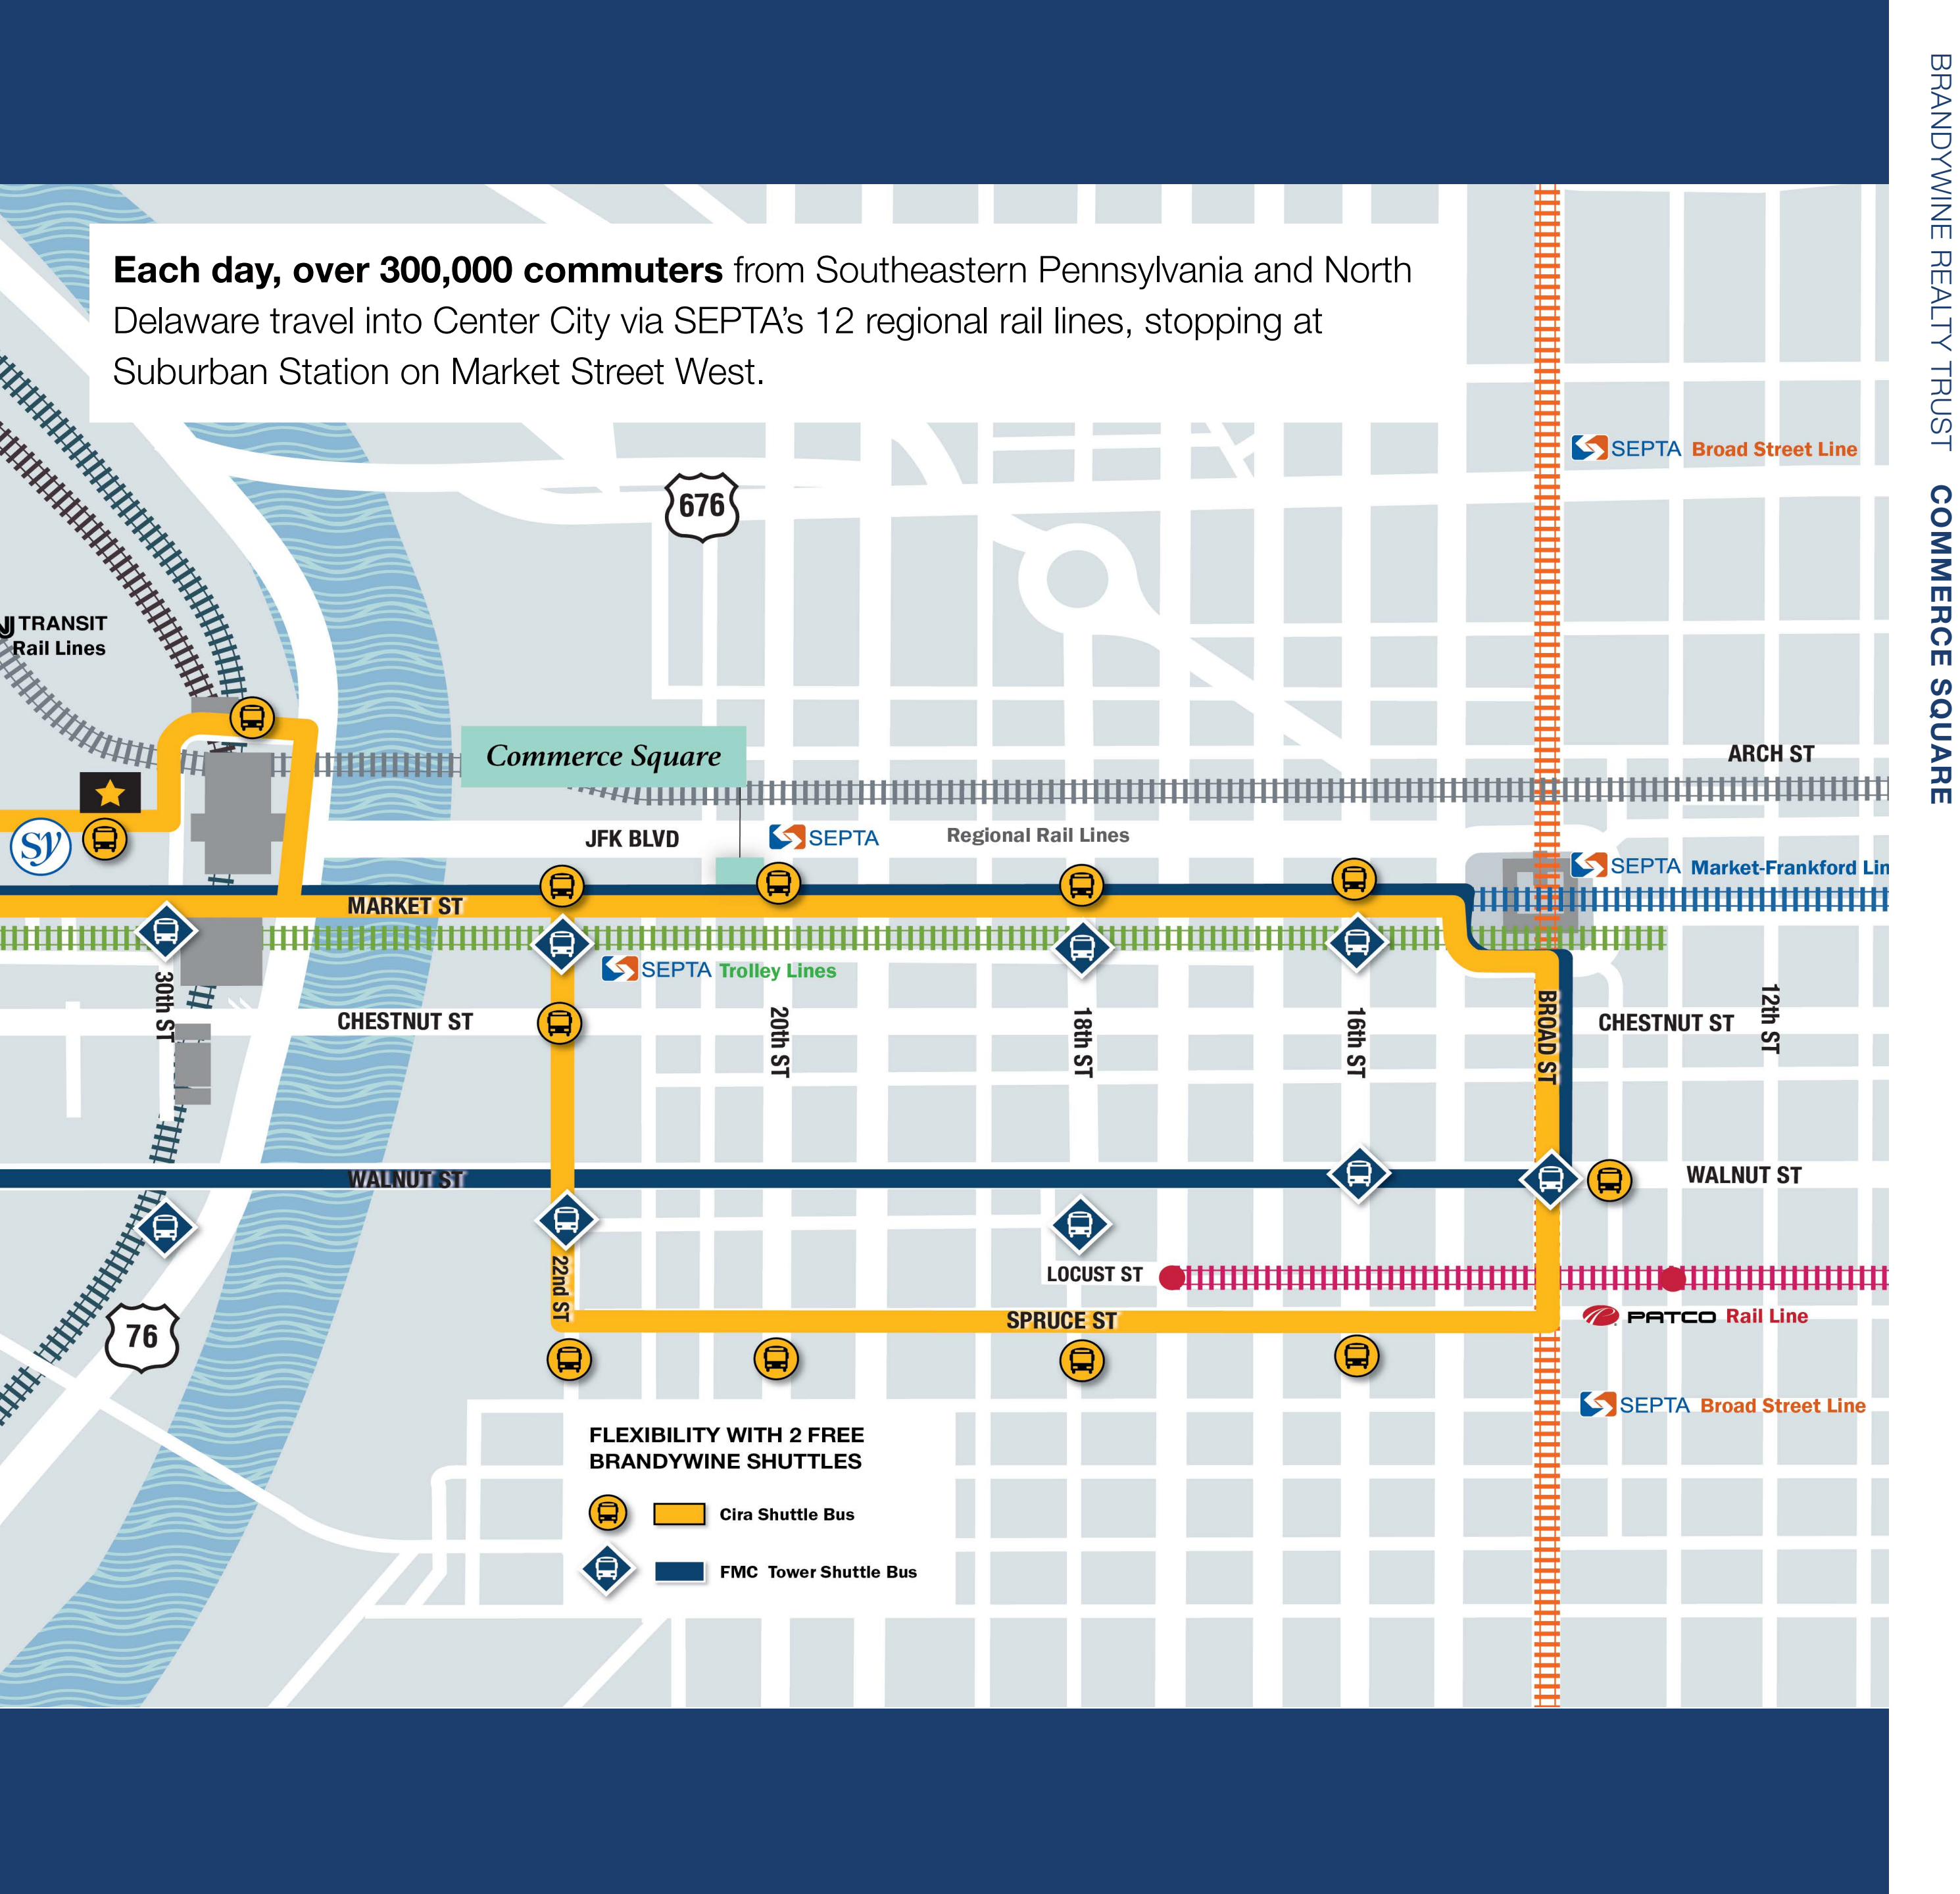 BRANDYWINE REALTY TRUST COMMERCE SQUARE
Each day, over 300,000 commuters from Southeastern Pennsylvania and North
Delaware travel into Center City via SEPTA's 12 regional rail lines, stopping at
Suburban Station on Market Street West.
SEPTA Broad Street Line
676
NJ TRANSIT
Rail Lines
Commerce Square
ARCH ST
sy
JFK BLVD
SEPTA
Regional Rail Lines
SEPTA Market-Frankford Lin
MARKET ST
SEPTA Trolley Lines
30th ST
CHESTNUT ST
20th ST
18th ST
16th ST
BROAD ST
CHESTNUT ST
12th ST
WALNUT ST
WALNUT ST
22nd ST
LOCUST ST
SPRUCE ST
PATCO Rail Line
76
SEPTA Broad Street Line
FLEXIBILITY WITH 2 FREE
BRANDYWINE SHUTTLES
Cira Shuttle Bus
FMC Tower Shuttle Bus